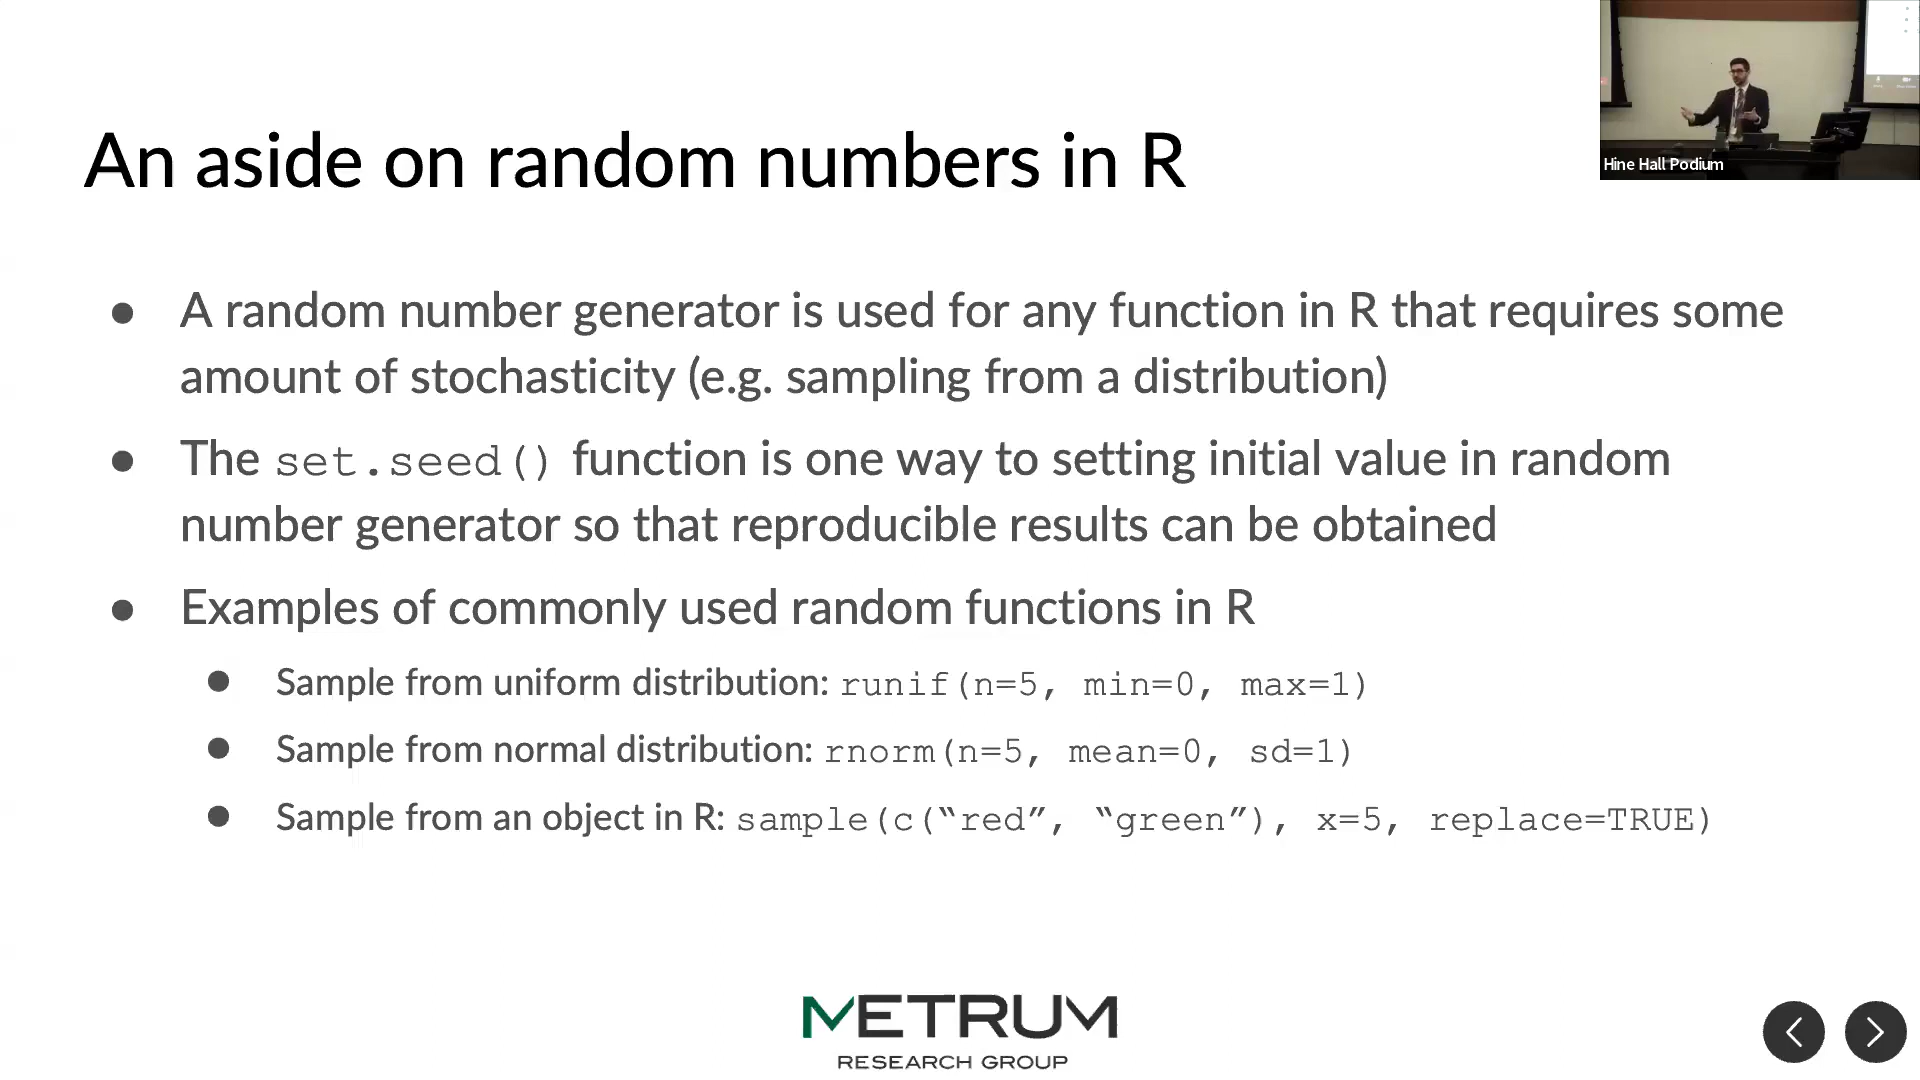 Hine Hall Podium
An aside on random numbers in R
● A random number generator is used for any function in R that requires some
amount of stochasticity (e.g. sampling from a distribution)
● The set.seed() function is one way to setting initial value in random
number generator so that reproducible results can be obtained
● Examples of commonly used random functions in R
● Sample from uniform distribution: runif(n=5, min=0, max=1)
● Sample from normal distribution: rnorm(n=5, mean=0, sd=1)
● Sample from an object in R: sample(c(“red”, “green”), x=5, replace=TRUE)
METRUM
RESEARCH GROUP